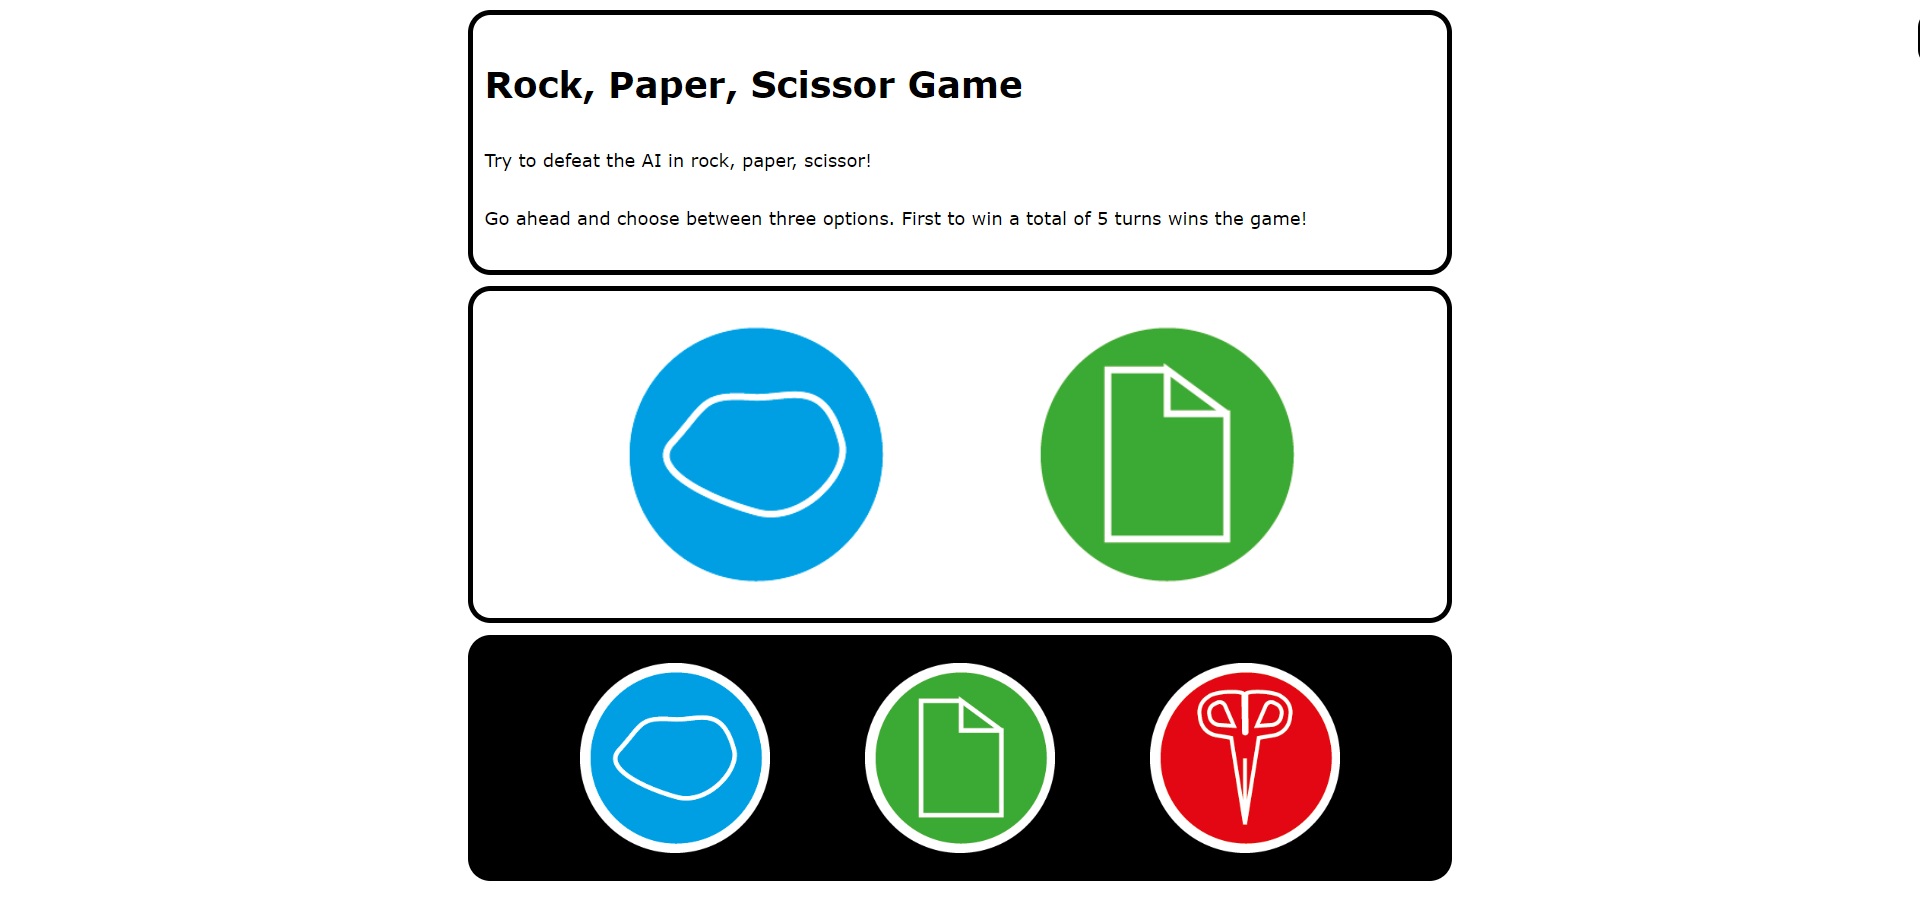 Rock, Paper, Scissor Game
Try to defeat the AI in rock, paper, scissor!
Go ahead and choose between three options. First to win a total of 5 turns wins the game!